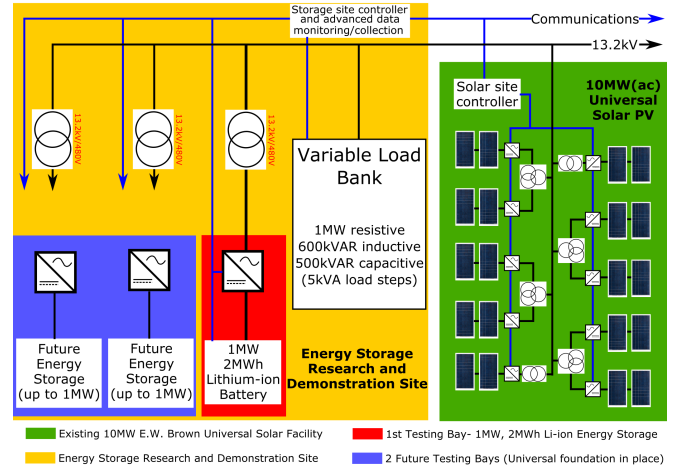 Storage site controller
and advanced data
monitoring/collection
Communications
13.2kV
Solar site
controller
10MW(ac)
Universal
Solar PV
13.2kV/480V
13.2kV/480V
13.2kV/480V
Variable Load
Bank
1MW resistive
600kVAR inductive
500kVAR capacitive
(5kVA load steps)
Future
Energy
Storage
(up to 1MW)
Future
Energy
Storage
(up to 1MW)
1MW
2MWh
Lithium-ion
Battery
Energy Storage
Research and
Demonstration Site
Existing 10MW E.W. Brown Universal Solar Facility
1st Testing Bay- 1MW, 2MWh Li-ion Energy Storage
Energy Storage Research and Demonstration Site
2 Future Testing Bays (Universal foundation in place)